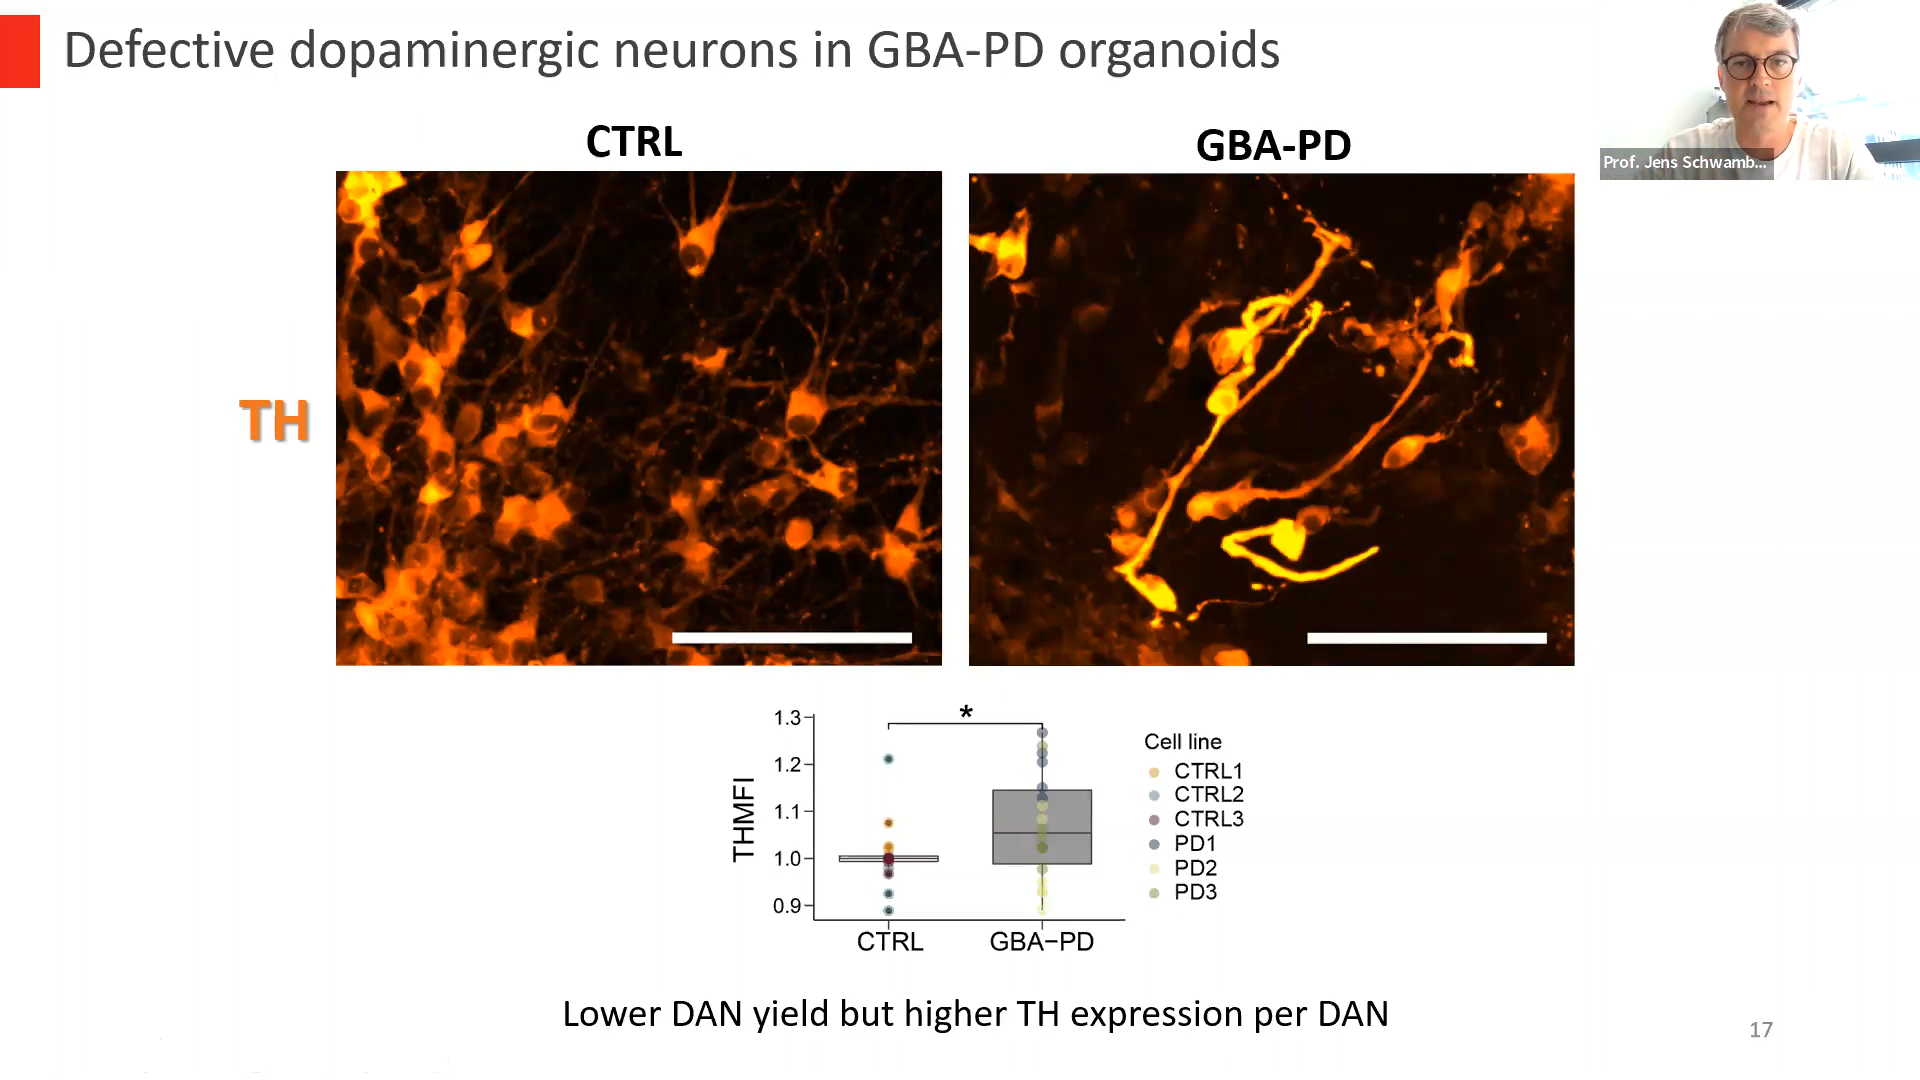 Defective dopaminergic neurons in GBA-PD organoids
Prof. Jens Schwamb...
CTRL
GBA-PD
TH
*
1.3
1.2
1.1
1.0
0.9
THMFI
CTRL
GBA−PD
Cell line
CTRL1
CTRL2
CTRL3
PD1
PD2
PD3
Lower DAN yield but higher TH expression per DAN
17